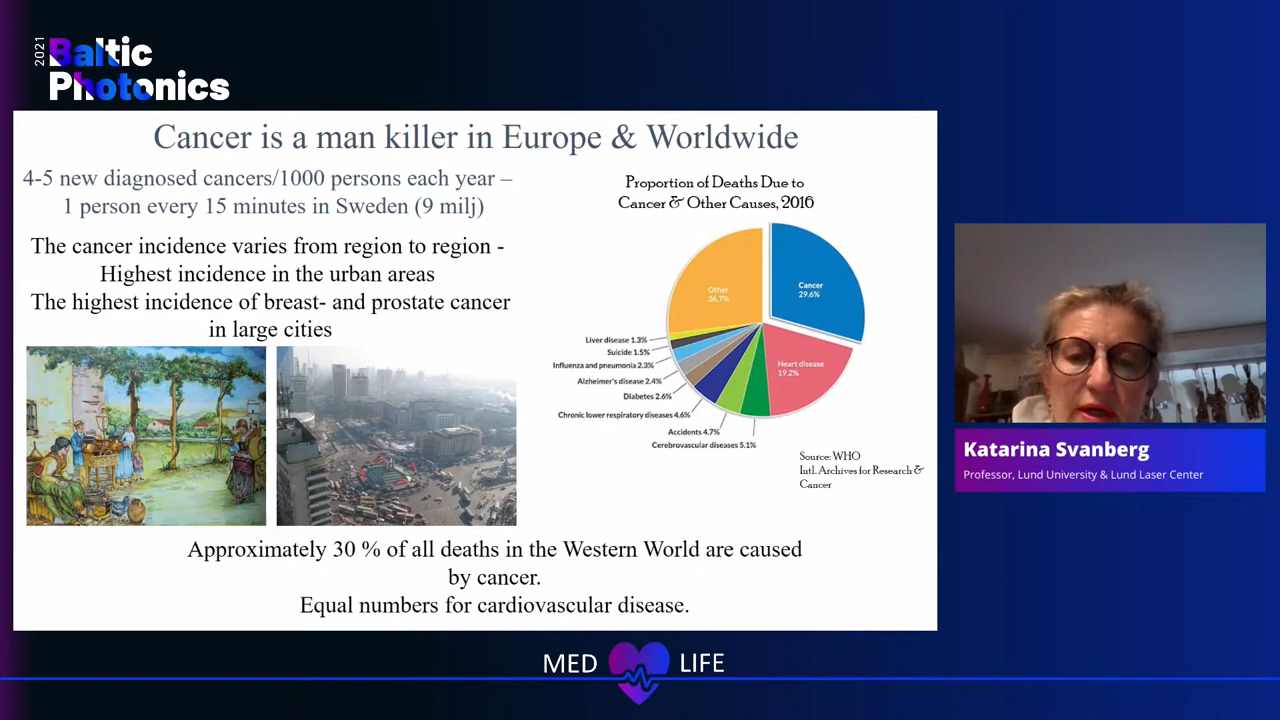 2021
Baltic
Photonics
Cancer is a man killer in Europe & Worldwide
4-5 new diagnosed cancers/1000 persons each year –
1 person every 15 minutes in Sweden (9 milj)
The cancer incidence varies from region to region -
Highest incidence in the urban areas
The highest incidence of breast- and prostate cancer
in large cities
Proportion of Deaths Due to
Cancer & Other Causes, 2016
Other
26.7%
Cancer
29.6%
Heart disease
19.2%
Liver disease 1.3%
Suicide 1.5%
Influenza and pneumonia 2.3%
Alzheimer's disease 2.4%
Diabetes 2.6%
Chronic lower respiratory diseases 4.6%
Accidents 4.7%
Cerebrovascular diseases 5.1%
Source: WHO
Intl. Archives for Research &
Cancer
Approximately 30 % of all deaths in the Western World are caused
by cancer.
Equal numbers for cardiovascular disease.
Katarina Svanberg
Professor, Lund University & Lund Laser Center
MED LIFE